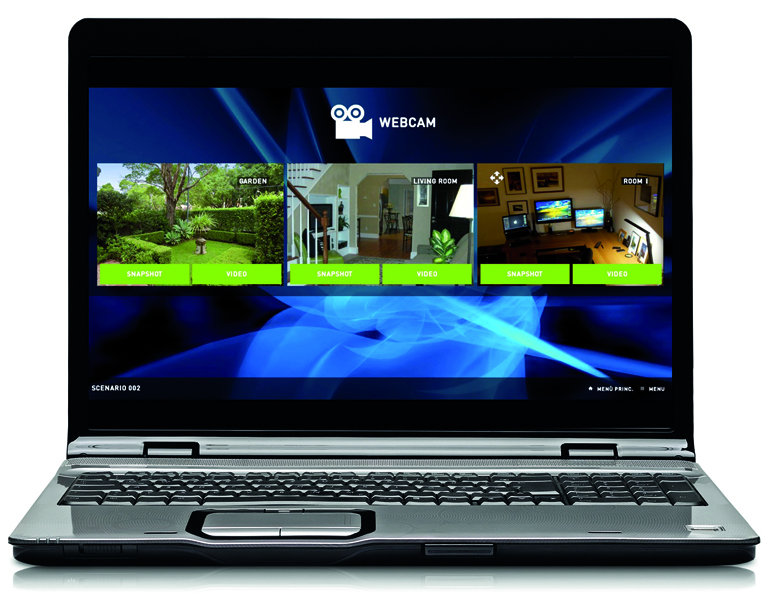 WEBCAM
GARDEN
LIVING ROOM
ROOM 1
SNAPSHOT
VIDEO
SNAPSHOT
VIDEO
SNAPSHOT
VIDEO
SCENARIO 002
MENÙ PRINC.
MENU